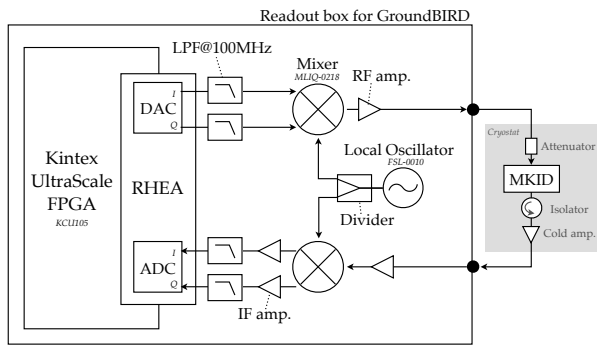 Readout box for GroundBIRD
LPF@100MHz
Mixer
MLIQ-0218
RF amp.
DAC
I
Q
Cryostat
Attenuator
MKID
Isolator
Cold amp.
Kintex
UltraScale
FPGA
KCU105
RHEA
Local Oscillator
FSL-0010
Divider
ADC
I
Q
IF amp.